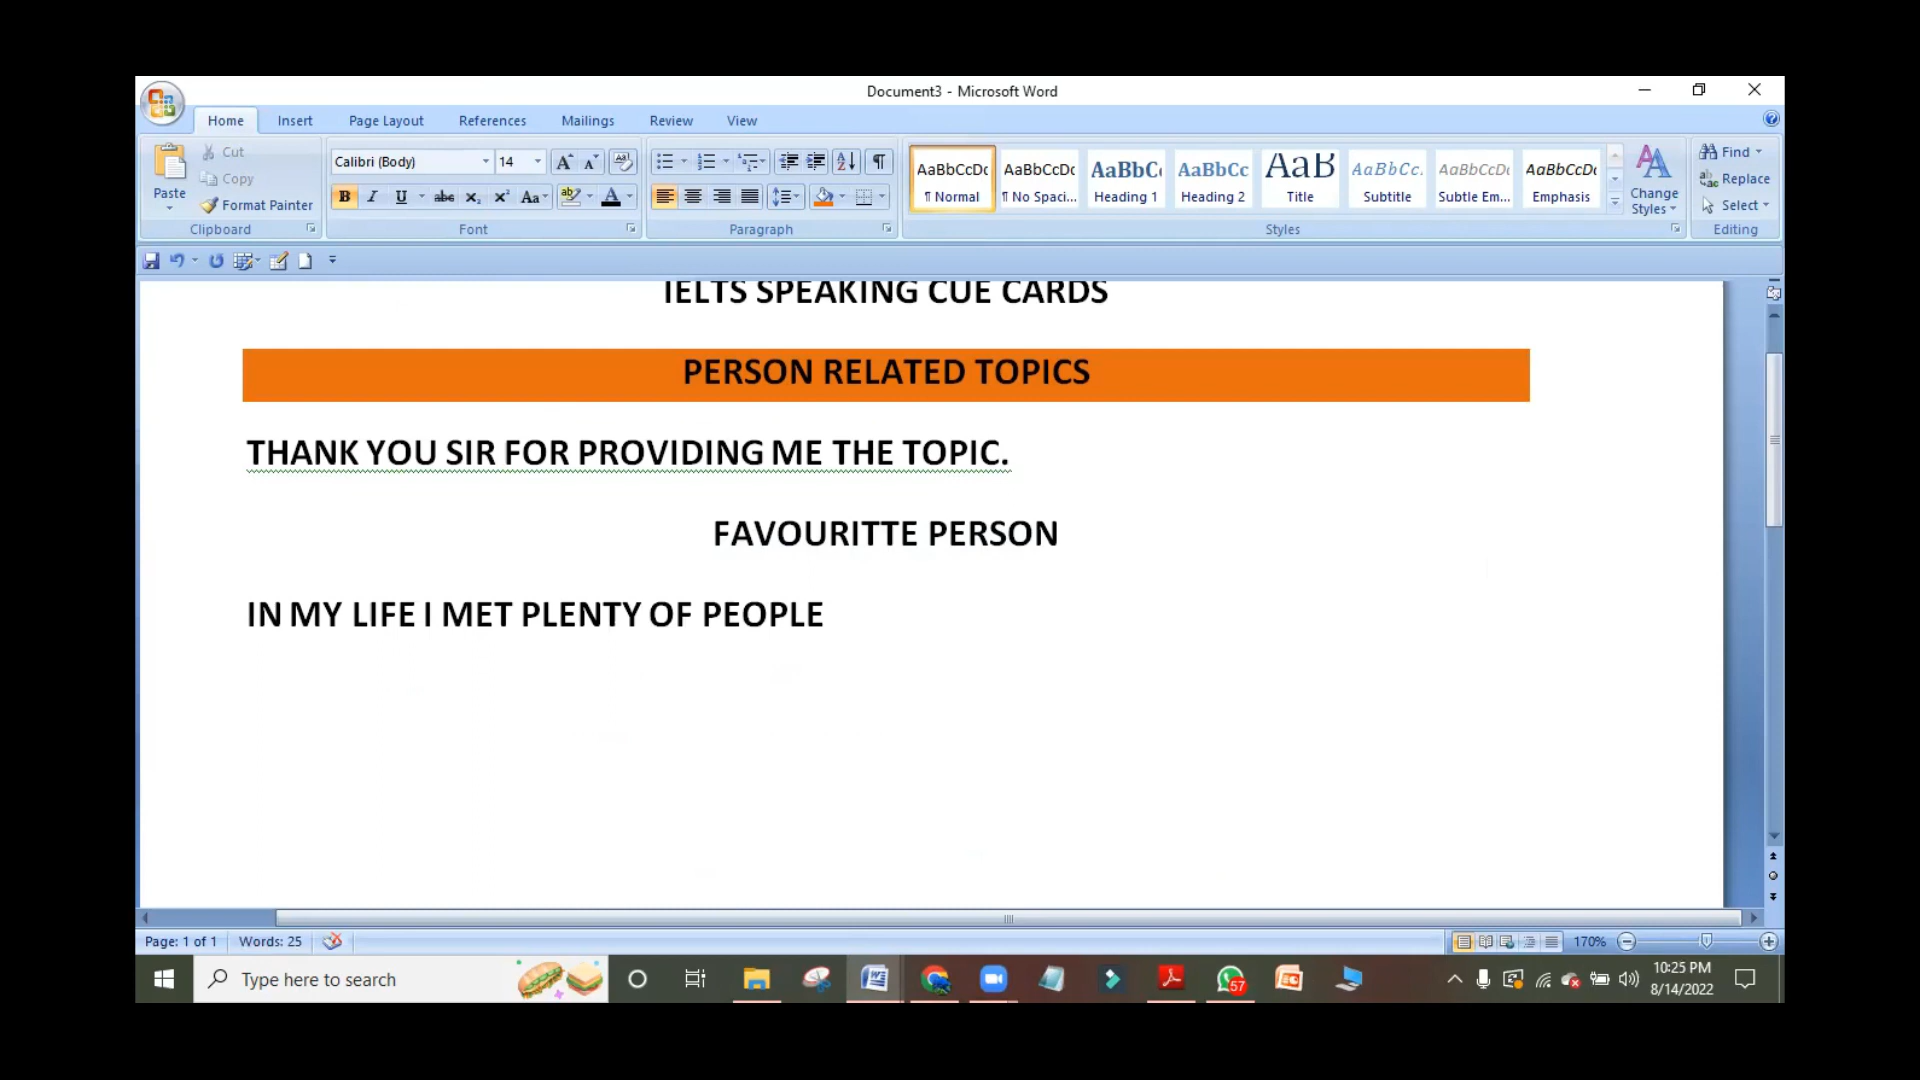 Document3 - Microsoft Word
Home Insert Page Layout References Mailings Review View
Paste
Cut
Copy
Format Painter
Clipboard
Calibri (Body) 14
Font
Paragraph
AaBbCcDc AaBbCcDc AaBbC AaBbCc AaB AaBbCc. AaBbCcDc AaBbCcDc
¶ Normal ¶ No Spaci... Heading 1 Heading 2 Title Subtitle Subtle Em... Emphasis
Styles
Change Styles
Find
Replace
Select
Editing
IELTS SPEAKING CUE CARDS
PERSON RELATED TOPICS
THANK YOU SIR FOR PROVIDING ME THE TOPIC.
FAVOURITTE PERSON
IN MY LIFE I MET PLENTY OF PEOPLE
Page: 1 of 1 Words: 25 170%
Type here to search
57
10:25 PM
8/14/2022